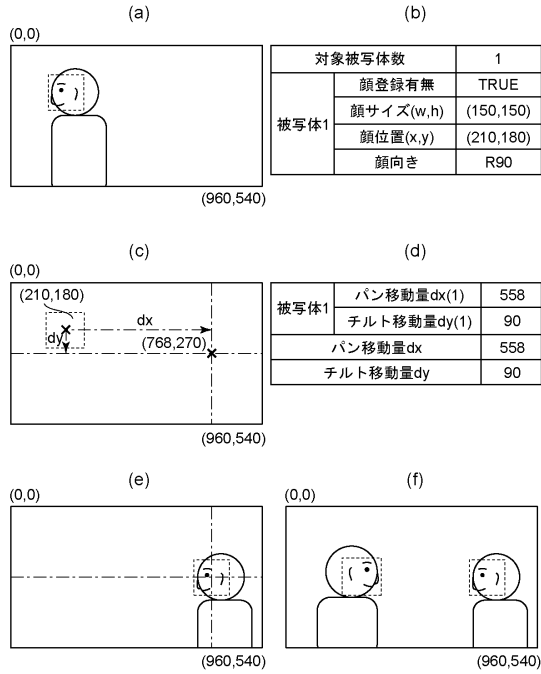 (a)
(b)
(0,0)
(960,540)
対象被写体数 1
被写体1
顔登録有無 TRUE
顔サイズ(w,h) (150,150)
顔位置(x,y) (210,180)
顔向き R90
(c)
(d)
(0,0)
(210,180)
dx
dy
(768,270)
(960,540)
被写体1
パン移動量dx(1) 558
チルト移動量dy(1) 90
パン移動量dx 558
チルト移動量dy 90
(e)
(f)
(0,0)
(960,540)
(0,0)
(960,540)